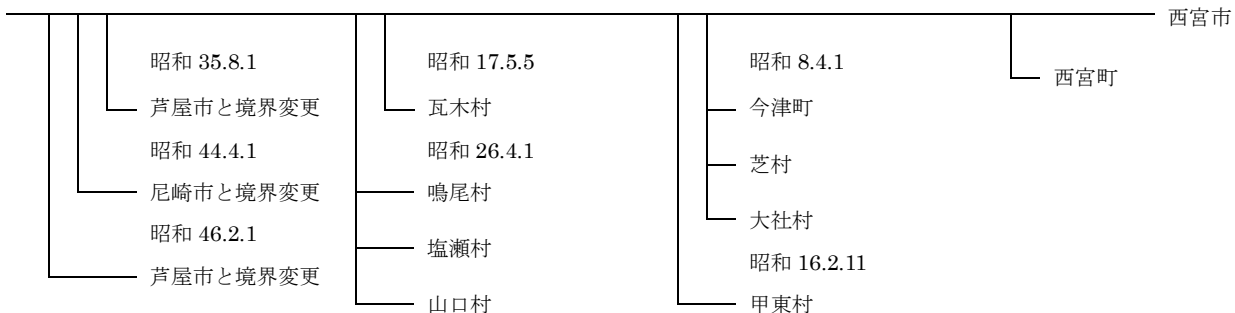 西宮市
西宮町
昭和 8.4.1
今津町
芝村
大社村
昭和 16.2.11
甲東村
昭和 17.5.5
瓦木村
昭和 26.4.1
鳴尾村
塩瀬村
山口村
昭和 35.8.1
芦屋市と境界変更
昭和 44.4.1
尼崎市と境界変更
昭和 46.2.1
芦屋市と境界変更